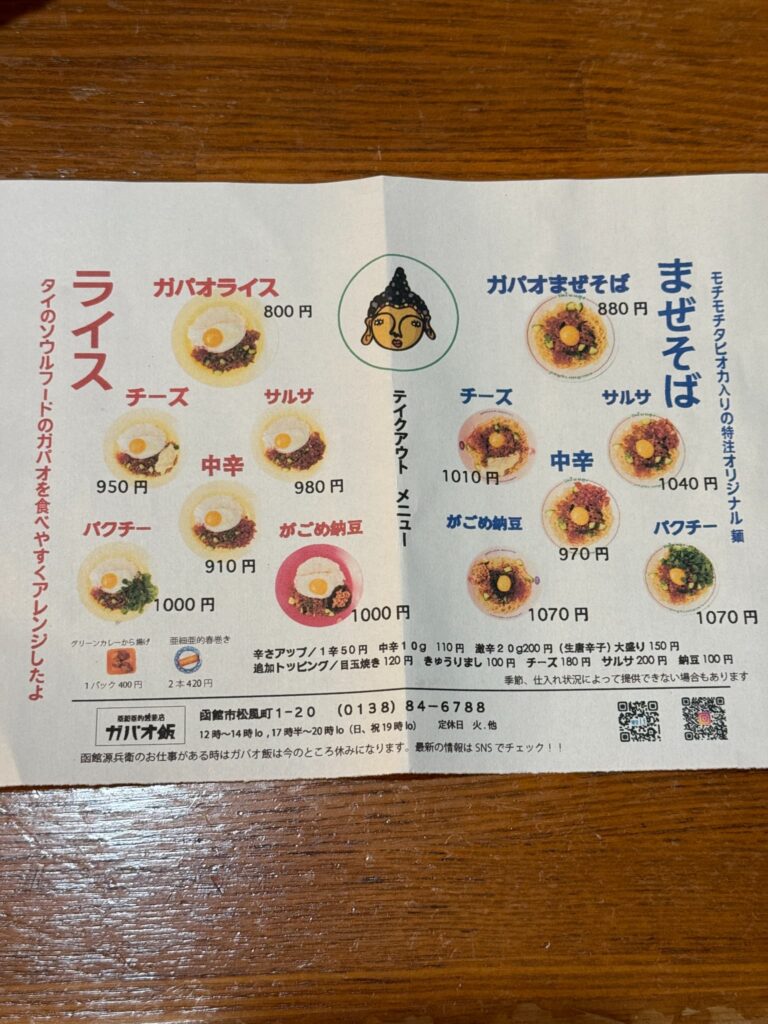 ライス
タイのソウルフードのガパオを食べやすくアレンジしたよ
ガパオライス
800円
チーズ
950円
サルサ
980円
中辛
910円
パクチー
1000円
がごめ納豆
1000円
グリーンカレーから揚げ
1パック400円
亜細亜的春巻き
2本420円
テイクアウト メニュー
まぜそば
モチモチタピオカ入りの特注オリジナル麺
ガパオまぜそば
880円
チーズ
1010円
サルサ
1040円
中辛
970円
がごめ納豆
1070円
パクチー
1070円
辛さアップ/1辛50円 中辛10g 110円 激辛20g200円 (生唐辛子) 大盛り150円
追加トッピング/目玉焼き120円 きゅうりまし100円 チーズ180円 サルサ200円 納豆100円
季節、仕入れ状況によって提供できない場合もあります
ガパオ飯
函館市松風町1-20 (0138)84-6788
12時〜14時lo,17時半〜20時lo(日、祝19時lo) 定休日 火.他
函館源兵衛のお仕事がある時はガパオ飯は今のところ休みになります。最新の情報はSNSでチェック!!